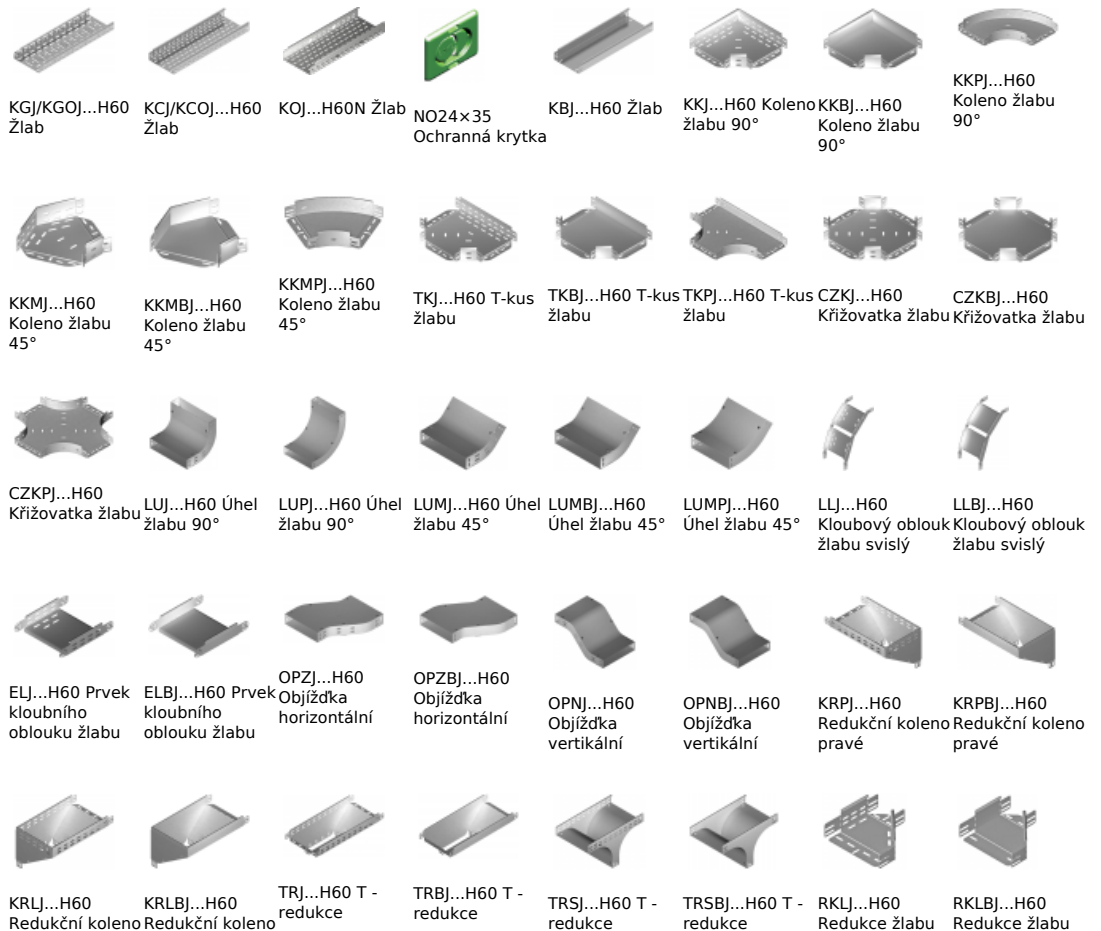 KGJ/KGOJ...H60
Žlab
KCJ/KCOJ...H60
Žlab
KOJ...H60N Žlab
NO24×35
Ochranná krytka
KBJ...H60 Žlab
KKJ...H60 Koleno
žlabu 90°
KKBJ...H60
Koleno žlabu
90°
KKPJ...H60
Koleno žlabu
90°
KKMJ...H60
Koleno žlabu
45°
KKMBJ...H60
Koleno žlabu
45°
KKMPJ...H60
Koleno žlabu
45°
TKJ...H60 T-kus
žlabu
TKBJ...H60 T-kus
žlabu
TKPJ...H60 T-kus
žlabu
CZKJ...H60
Křižovatka žlabu
CZKBJ...H60
Křižovatka žlabu
CZKPJ...H60
Křižovatka žlabu
LUJ...H60 Úhel
žlabu 90°
LUPJ...H60 Úhel
žlabu 90°
LUMJ...H60 Úhel
žlabu 45°
LUMBJ...H60
Úhel žlabu 45°
LUMPJ...H60
Úhel žlabu 45°
LLJ...H60
Kloubový oblouk
žlabu svislý
LLBJ...H60
Kloubový oblouk
žlabu svislý
ELJ...H60 Prvek
kloubního
oblouku žlabu
ELBJ...H60 Prvek
kloubního
oblouku žlabu
OPZJ...H60
Objížďka
horizontální
OPZBJ...H60
Objížďka
horizontální
OPNJ...H60
Objížďka
vertikální
OPNBJ...H60
Objížďka
vertikální
KRPJ...H60
Redukční koleno
pravé
KRPBJ...H60
Redukční koleno
pravé
KRLJ...H60
Redukční koleno
KRLBJ...H60
Redukční koleno
TRJ...H60 T -
redukce
TRBJ...H60 T -
redukce
TRSJ...H60 T -
redukce
TRSBJ...H60 T -
redukce
RKLJ...H60
Redukce žlabu
RKLBJ...H60
Redukce žlabu